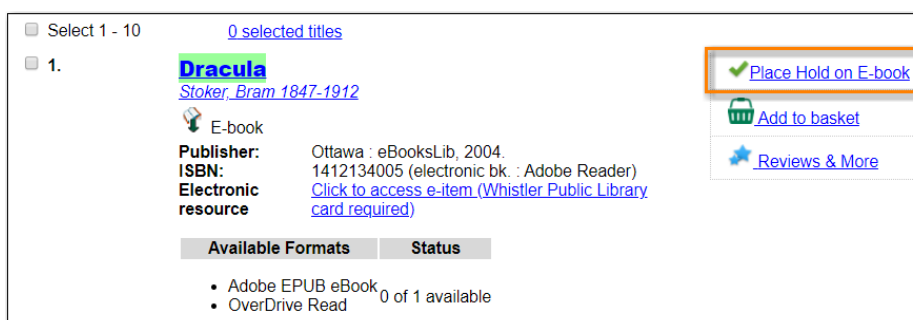 Select 1 - 10 0 selected titles
1. Dracula
Stoker, Bram 1847-1912
E-book
Publisher: Ottawa : eBooksLib, 2004.
ISBN: 1412134005 (electronic bk. : Adobe Reader)
Electronic resource Click to access e-item (Whistler Public Library
card required)
Available Formats Status
• Adobe EPUB eBook
• OverDrive Read
0 of 1 available
Place Hold on E-book
Add to basket
Reviews & More